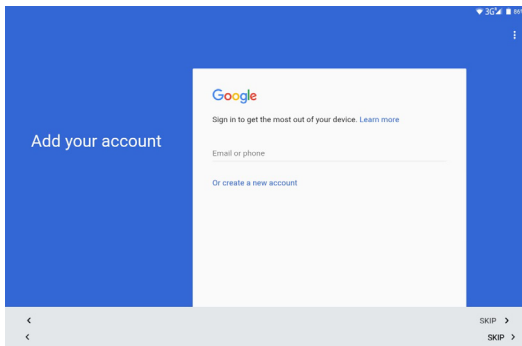 3G 86%
Google
Sign in to get the most out of your device. Learn more
Add your account
Email or phone
Or create a new account
SKIP
SKIP